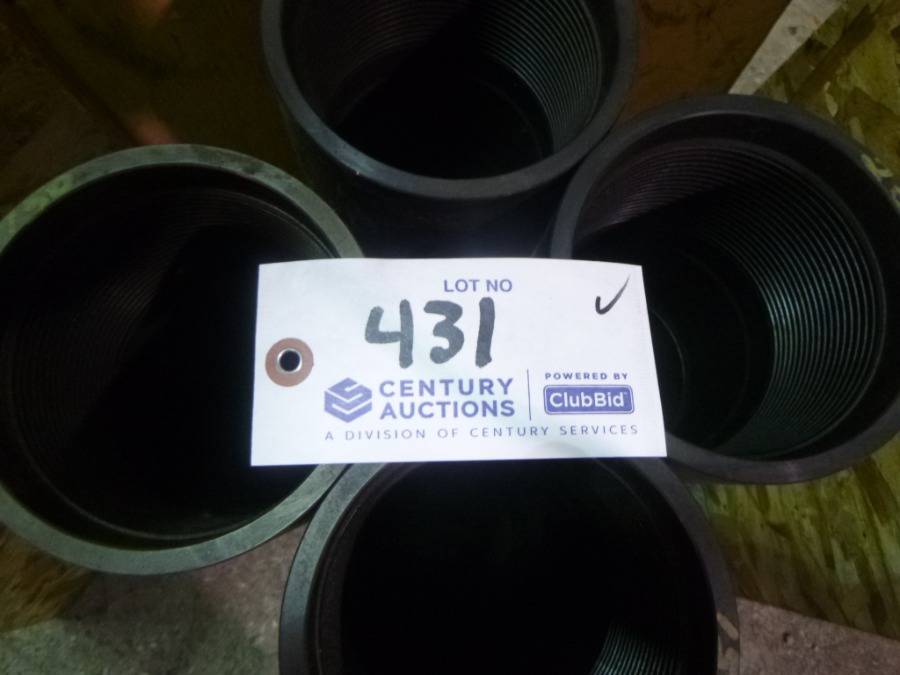 LOT NO
431 ✓
CENTURY
AUCTIONS
POWERED BY
ClubBid
A DIVISION OF CENTURY SERVICES